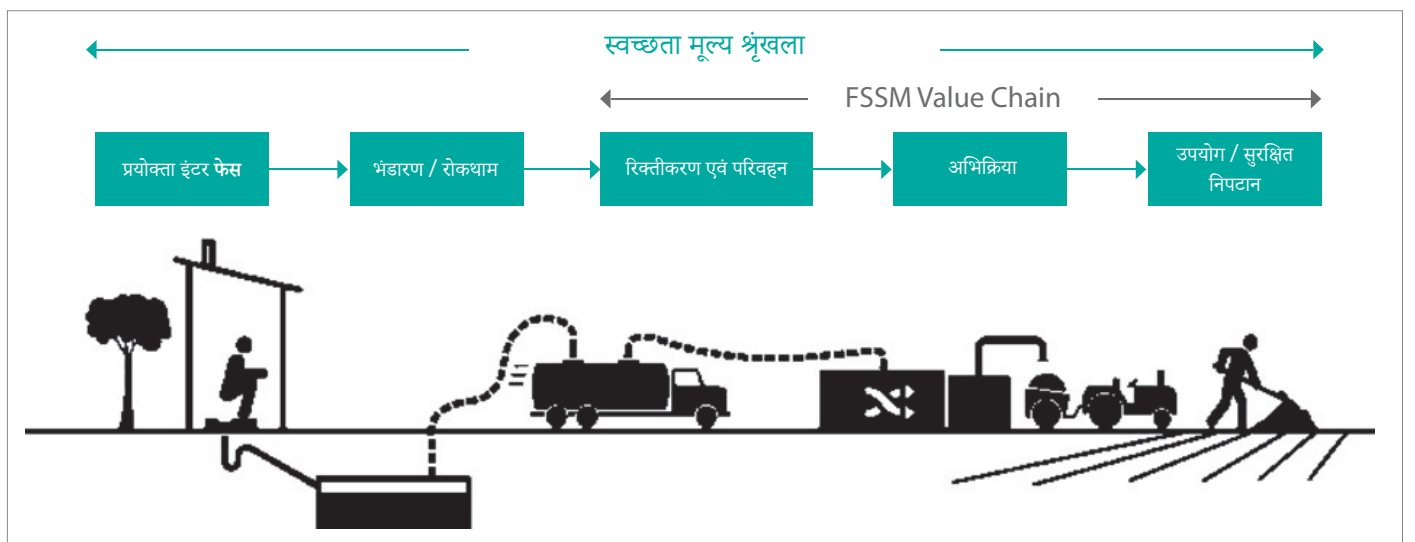 स्वच्छता मूल्य श्रृंखला
FSSM Value Chain
प्रयोक्ता इंटर फेस
भंडारण / रोकथाम
रिक्तीकरण एवं परिवहन
अभिक्रिया
उपयोग / सुरक्षित
निपटान